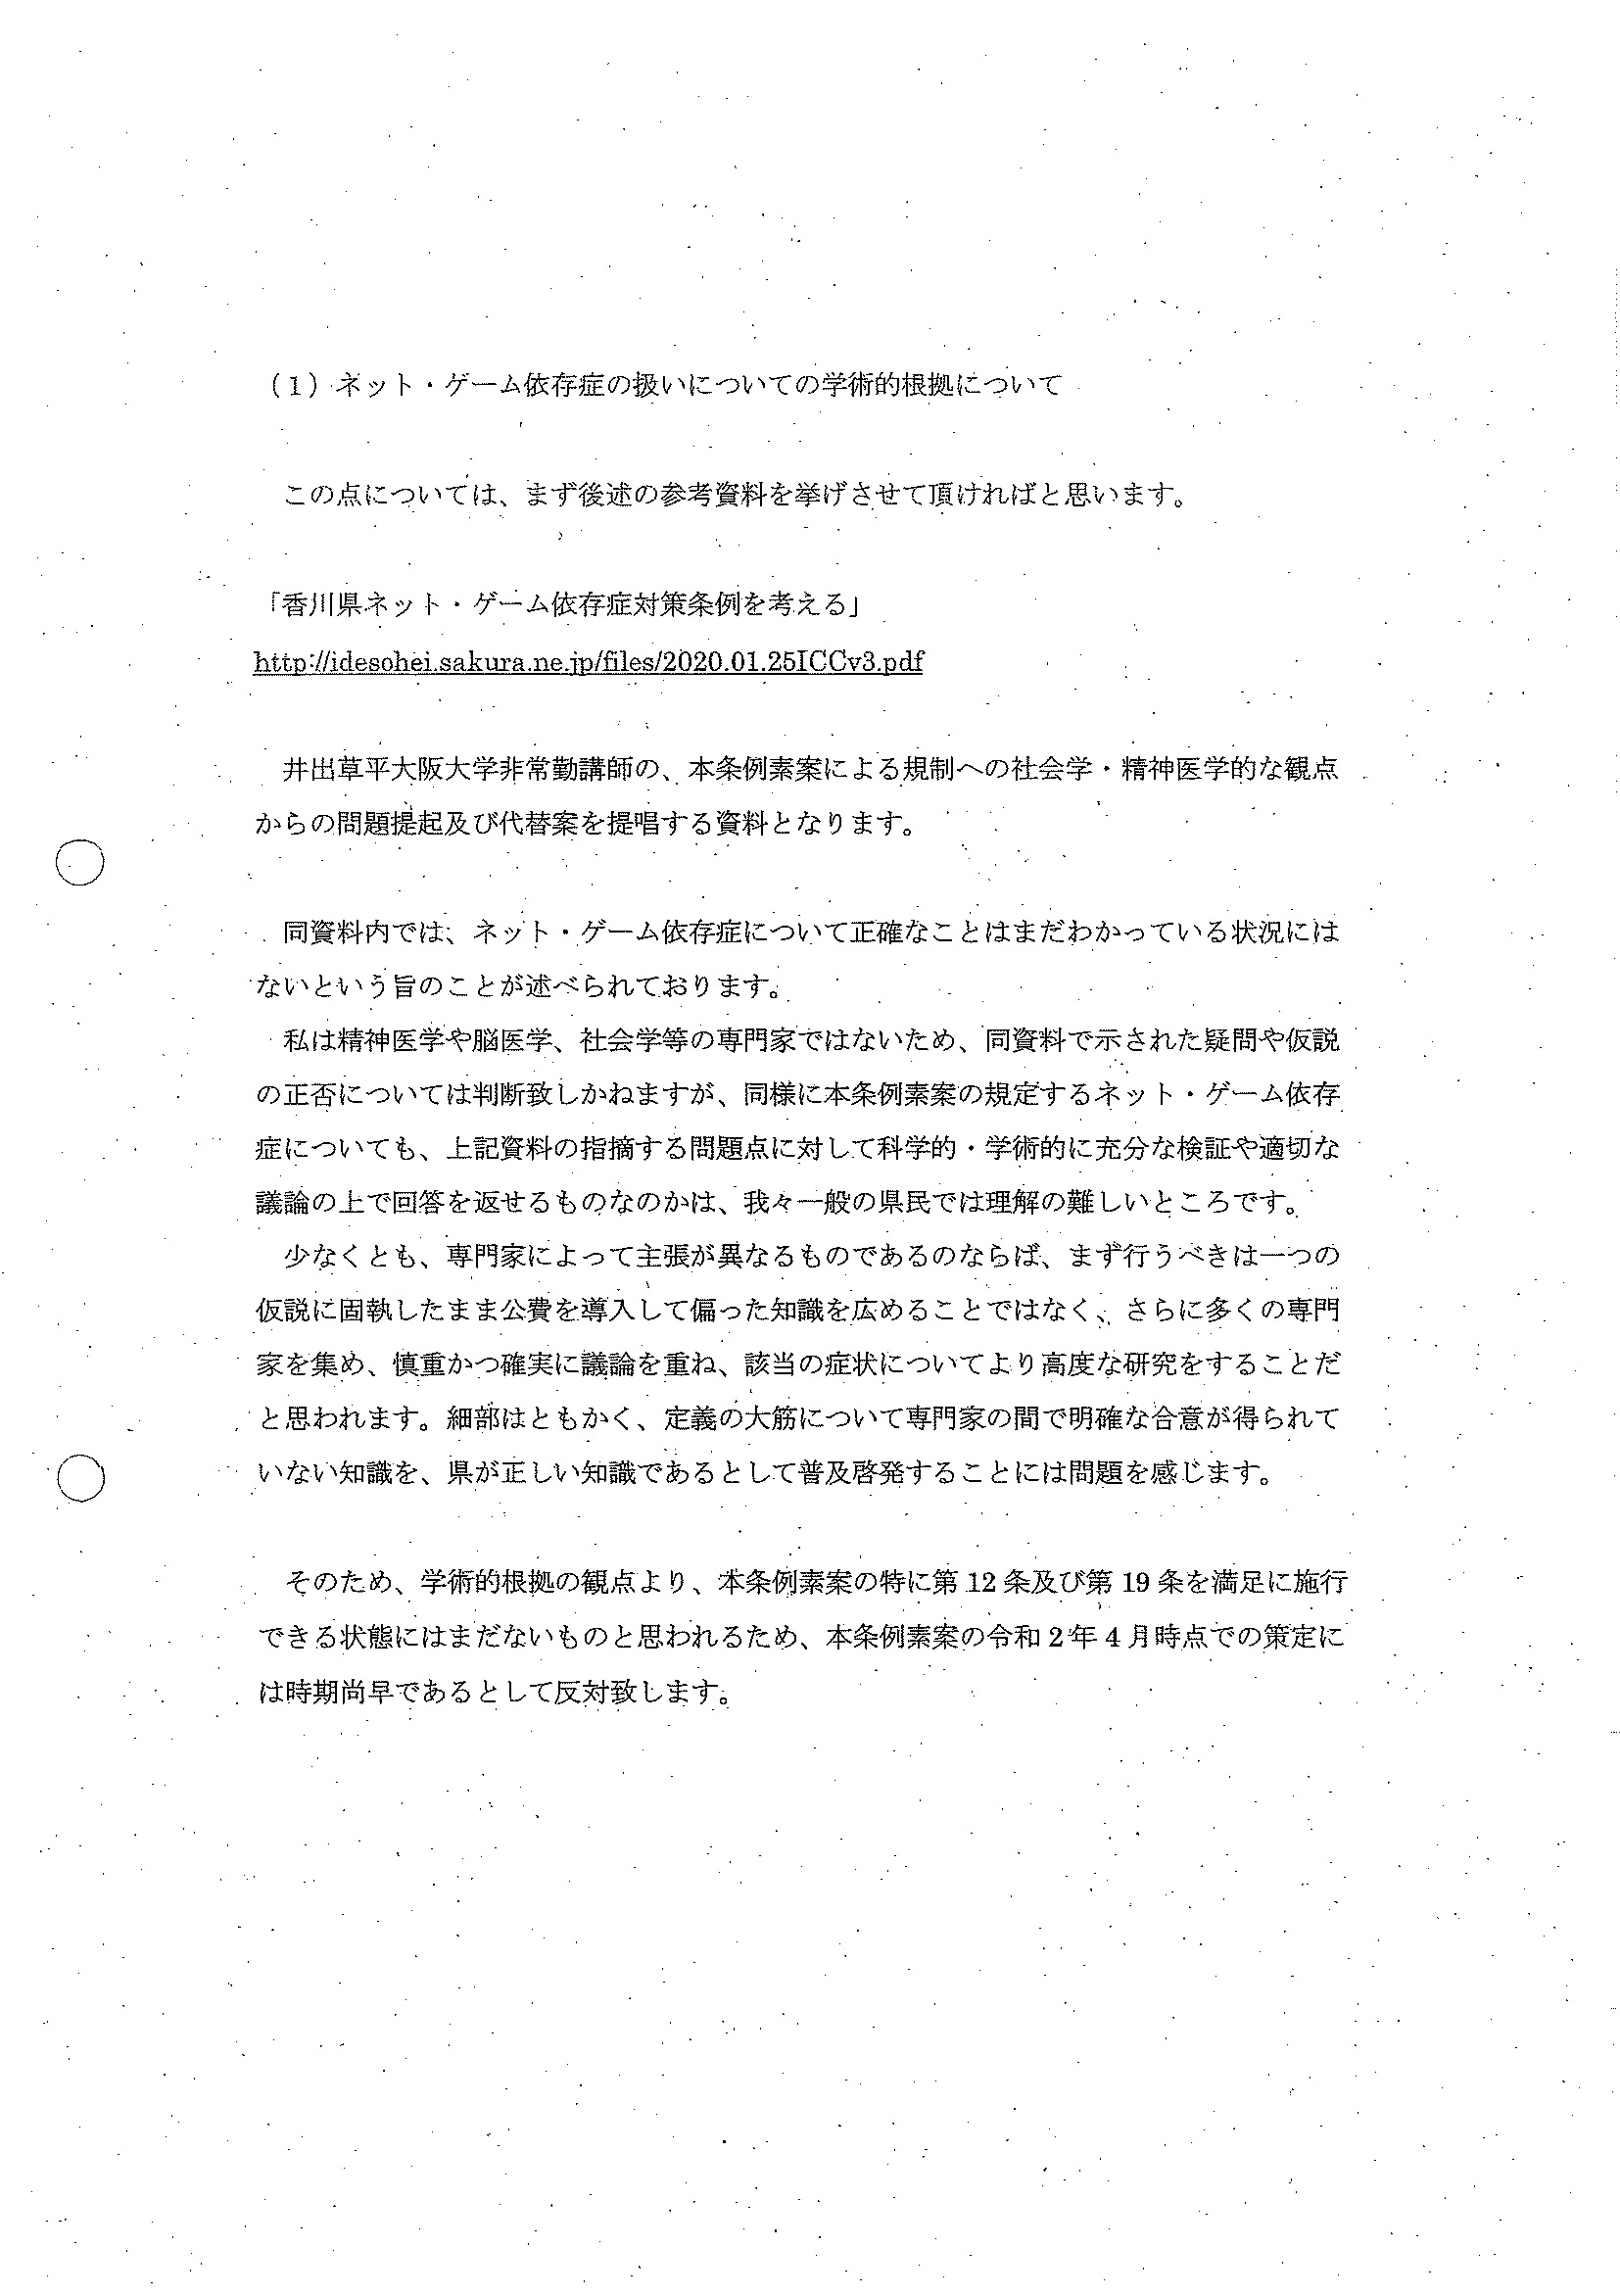 （１）ネット・ゲーム依存症の扱いについての学術的根拠について
この点については、まず後述の参考資料を挙げさせて頂ければと思います。
「香川県ネット・ゲーム依存症対策条例を考える」
http://idesohei.sakura.ne.jp/files/2020.01.25ICCv3.pdf
井出草平大阪大学非常勤講師の、本条例素案による規制への社会学・精神医学的な観点
からの問題提起及び代替案を提唱する資料となります。
同資料内では、ネット・ゲーム依存症について正確なことはまだわかっている状況には
ないという旨のことが述べられております。
私は精神医学や脳医学、社会学等の専門家ではないため、同資料で示された疑問や仮説
の正否については判断致しかねますが、同様に本条例素案の規定するネット・ゲーム依存
症についても、上記資料の指摘する問題点に対して科学的・学術的に充分な検証や適切な
議論の上で回答を返せるものなのかは、我々一般の県民では理解の難しいところです。
少なくとも、専門家によって主張が異なるものであるのならば、まず行うべきは一つの
仮説に固執したまま公費を導入して偏った知識を広めることではなく、さらに多くの専門
家を集め、慎重かつ確実に議論を重ね、該当の症状についてより高度な研究をすることだ
と思われます。細部はともかく、定義の大筋について専門家の間で明確な合意が得られて
いない知識を、県が正しい知識であるとして普及啓発することには問題を感じます。
そのため、学術的根拠の観点より、本条例素案の特に第 12 条及び第 19 条を満足に施行
できる状態にはまだないものと思われるため、本条例素案の令和 2 年 4 月時点での策定に
は時期尚早であるとして反対致します。